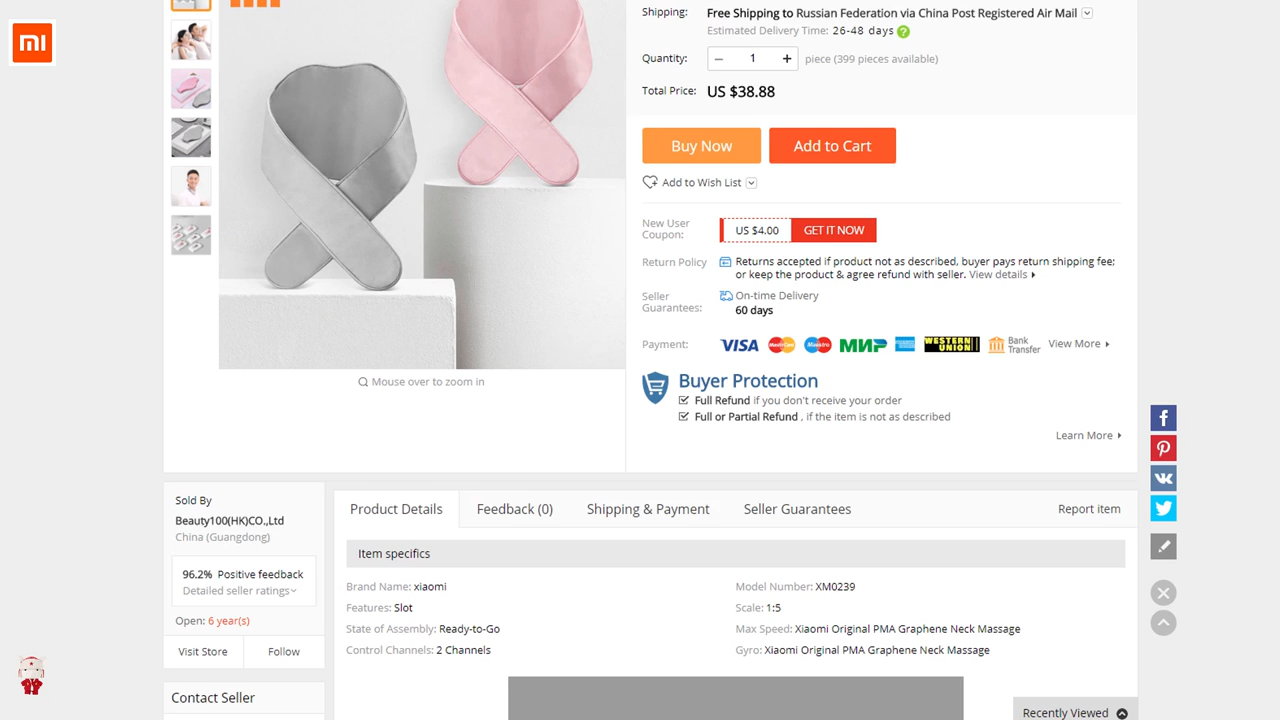 mi
Shipping: Free Shipping to Russian Federation via China Post Registered Air Mail
Estimated Delivery Time: 26-48 days ?
Quantity: − 1 + piece (399 pieces available)
Total Price: US $38.88
Buy Now Add to Cart
Add to Wish List
New User Coupon: US $4.00 GET IT NOW
Return Policy Returns accepted if product not as described, buyer pays return shipping fee;
or keep the product & agree refund with seller. View details
Seller Guarantees: On-time Delivery
60 days
Payment: VISA MasterCard Maestro МИР WESTERN UNION Bank Transfer View More
Mouse over to zoom in
Buyer Protection
Full Refund if you don't receive your order
Full or Partial Refund , if the item is not as described
Learn More
Sold By
Beauty100(HK)CO.,Ltd
China (Guangdong)
96.2% Positive feedback
Detailed seller ratings
Open: 6 year(s)
Visit Store Follow
Contact Seller
Product Details Feedback (0) Shipping & Payment Seller Guarantees Report item
Item specifics
Brand Name: xiaomi Model Number: XM0239
Features: Slot Scale: 1:5
State of Assembly: Ready-to-Go Max Speed: Xiaomi Original PMA Graphene Neck Massage
Control Channels: 2 Channels Gyro: Xiaomi Original PMA Graphene Neck Massage
Recently Viewed